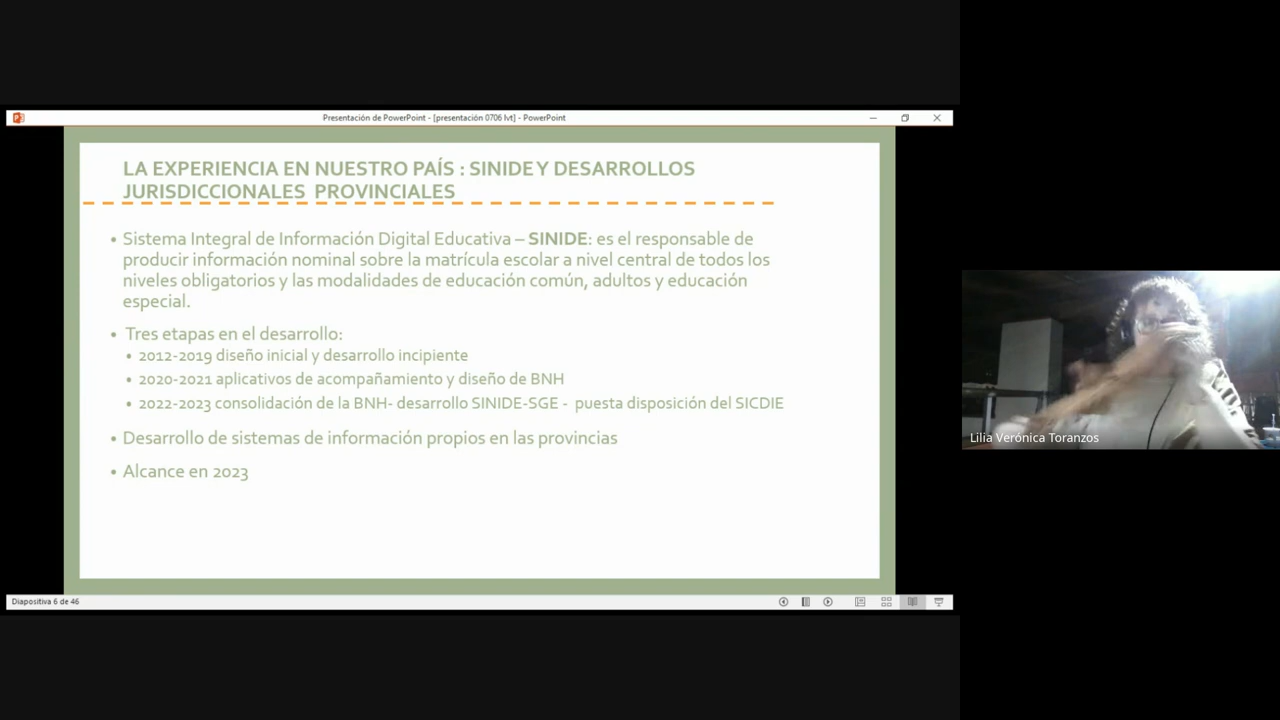 Presentación de PowerPoint - [presentación 0706 lvt] - PowerPoint
LA EXPERIENCIA EN NUESTRO PAÍS : SINIDE Y DESARROLLOS
JURISDICCIONALES PROVINCIALES
• Sistema Integral de Información Digital Educativa – SINIDE: es el responsable de
producir información nominal sobre la matrícula escolar a nivel central de todos los
niveles obligatorios y las modalidades de educación común, adultos y educación
especial.
• Tres etapas en el desarrollo:
• 2012-2019 diseño inicial y desarrollo incipiente
• 2020-2021 aplicativos de acompañamiento y diseño de BNH
• 2022-2023 consolidación de la BNH- desarrollo SINIDE-SGE - puesta disposición del SICDIE
• Desarrollo de sistemas de información propios en las provincias
• Alcance en 2023
Lilia Verónica Toranzos
Diapositiva 6 de 46